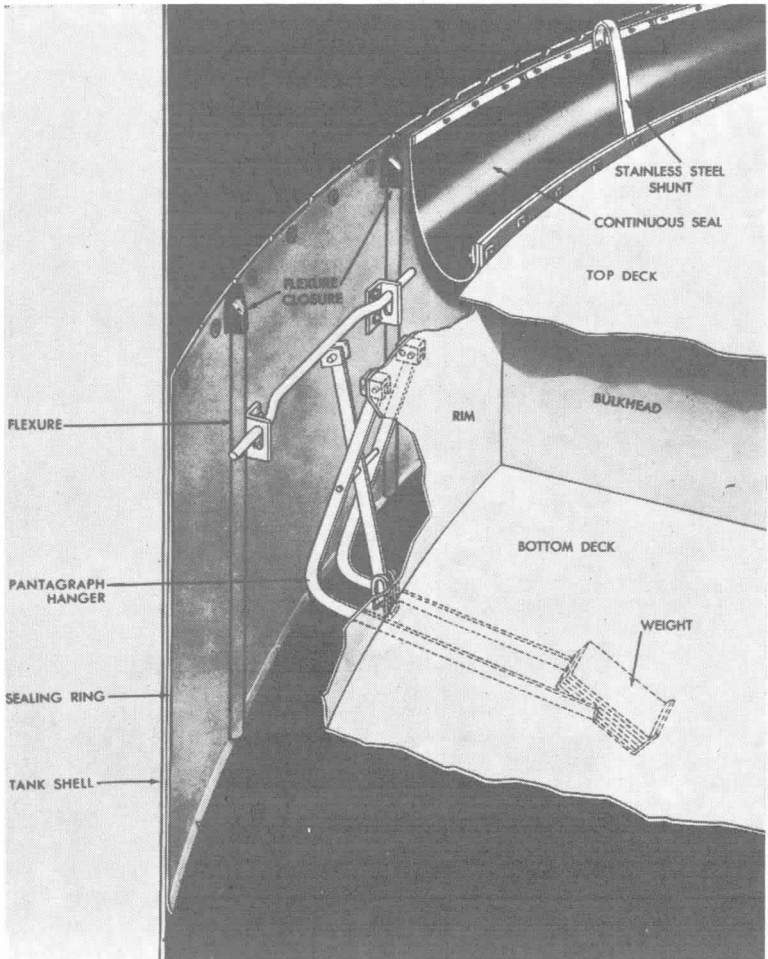 STAINLESS STEEL
SHUNT
CONTINUOUS SEAL
TOP DECK
FLEXURE
CLOSURE
BULKHEAD
RIM
FLEXURE
BOTTOM DECK
PANTAGRAPH
HANGER
WEIGHT
SEALING RING
TANK SHELL